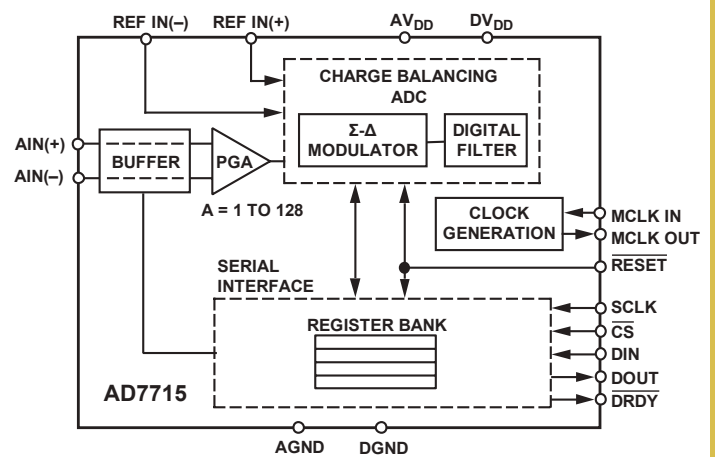 REF IN(–) REF IN(+) AVDD DVDD
CHARGE BALANCING
ADC
Σ-Δ
MODULATOR
DIGITAL
FILTER
AIN(+)
AIN(–)
BUFFER
PGA
A = 1 TO 128
CLOCK
GENERATION
MCLK IN
MCLK OUT
RESET
SERIAL
INTERFACE
REGISTER BANK
SCLK
CS
DIN
DOUT
DRDY
AD7715
AGND DGND